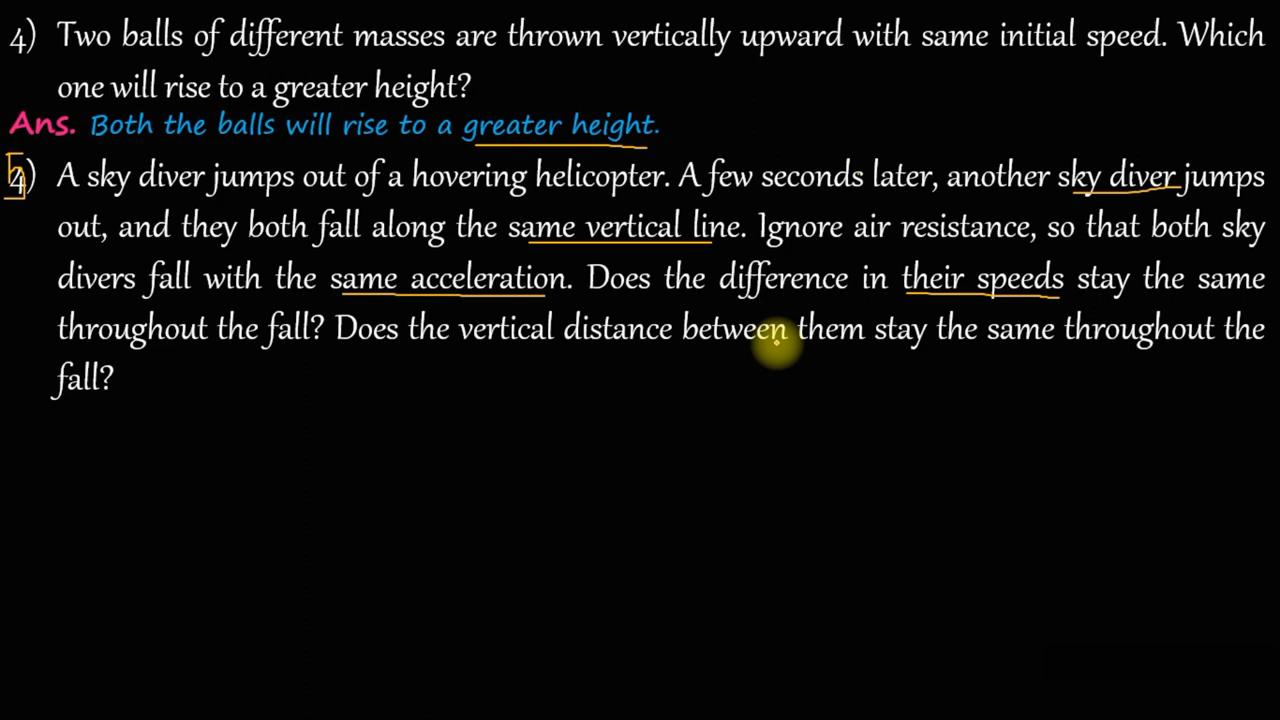 4) Two balls of different masses are thrown vertically upward with same initial speed. Which
one will rise to a greater height?
Ans. Both the balls will rise to a greater height.
4) A sky diver jumps out of a hovering helicopter. A few seconds later, another sky diver jumps
out, and they both fall along the same vertical line. Ignore air resistance, so that both sky
divers fall with the same acceleration. Does the difference in their speeds stay the same
throughout the fall? Does the vertical distance between them stay the same throughout the
fall?